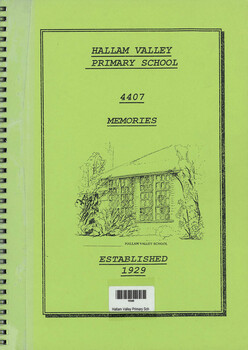 HALLAM VALLEY
PRIMARY SCHOOL
4407
MEMORIES
HALLAM VALLEY SCHOOL
ESTABLISHED
1929
Hallam Valley Primary Sch